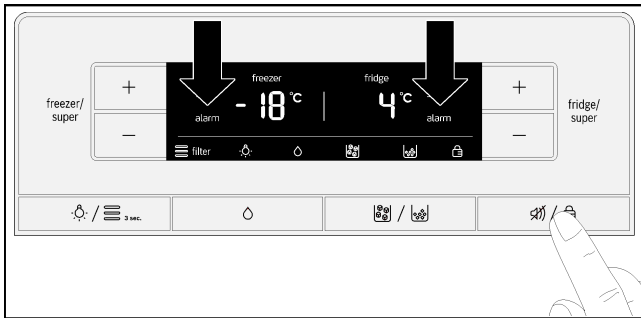 freezer
fridge
alarm
- 18 °C
4 °C
alarm
filter
freezer/
super
+
−
+
−
fridge/
super
/
3 sec.
/
/